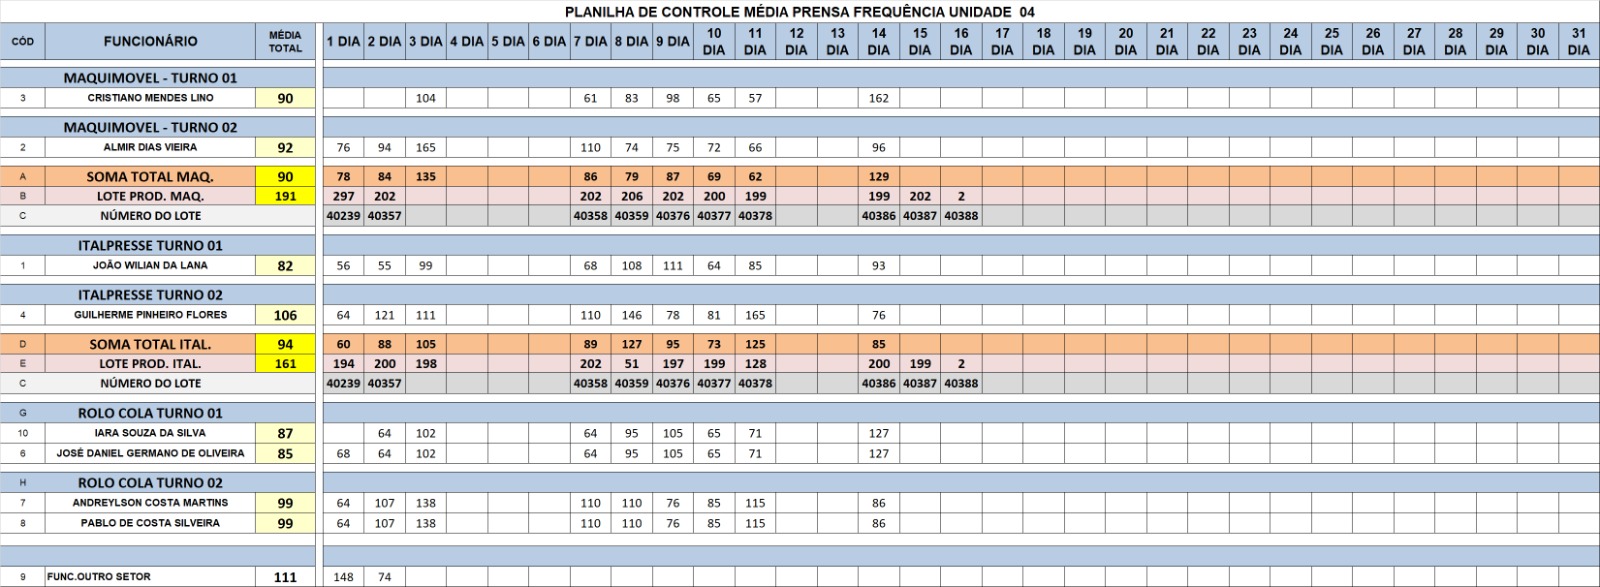 PLANILHA DE CONTROLE MÉDIA PRENSA FREQUÊNCIA UNIDADE 04
CÓD FUNCIONÁRIO MÉDIA TOTAL 1 DIA 2 DIA 3 DIA 4 DIA 5 DIA 6 DIA 7 DIA 8 DIA 9 DIA 10 DIA 11 DIA 12 DIA 13 DIA 14 DIA 15 DIA 16 DIA 17 DIA 18 DIA 19 DIA 20 DIA 21 DIA 22 DIA 23 DIA 24 DIA 25 DIA 26 DIA 27 DIA 28 DIA 29 DIA 30 DIA 31 DIA
MAQUIMOVEL - TURNO 01
3 CRISTIANO MENDES LINO 90 104 61 83 98 65 57 162
MAQUIMOVEL - TURNO 02
2 ALMIR DIAS VIEIRA 92 76 94 165 110 74 75 72 66 96
A SOMA TOTAL MAQ. 90 78 84 135 86 79 87 69 62 129
B LOTE PROD. MAQ. 191 297 202 202 206 202 200 199 199 202 2
C NÚMERO DO LOTE 40239 40357 40358 40359 40376 40377 40378 40386 40387 40388
ITALPRESSE TURNO 01
1 JOÃO WILIAN DA LANA 82 56 55 99 68 108 111 64 85 93
ITALPRESSE TURNO 02
4 GUILHERME PINHEIRO FLORES 106 64 121 111 110 146 78 81 165 76
D SOMA TOTAL ITAL. 94 60 88 105 89 127 95 73 125 85
E LOTE PROD. ITAL. 161 194 200 198 202 51 197 199 128 200 199 2
C NÚMERO DO LOTE 40239 40357 40358 40359 40376 40377 40378 40386 40387 40388
G ROLO COLA TURNO 01
10 IARA SOUZA DA SILVA 87 64 102 64 95 105 65 71 127
6 JOSÉ DANIEL GERMANO DE OLIVEIRA 85 68 64 102 64 95 105 65 71 127
H ROLO COLA TURNO 02
7 ANDREYLSON COSTA MARTINS 99 64 107 138 110 110 76 85 115 86
8 PABLO DE COSTA SILVEIRA 99 64 107 138 110 110 76 85 115 86
9 FUNC.OUTRO SETOR 111 148 74